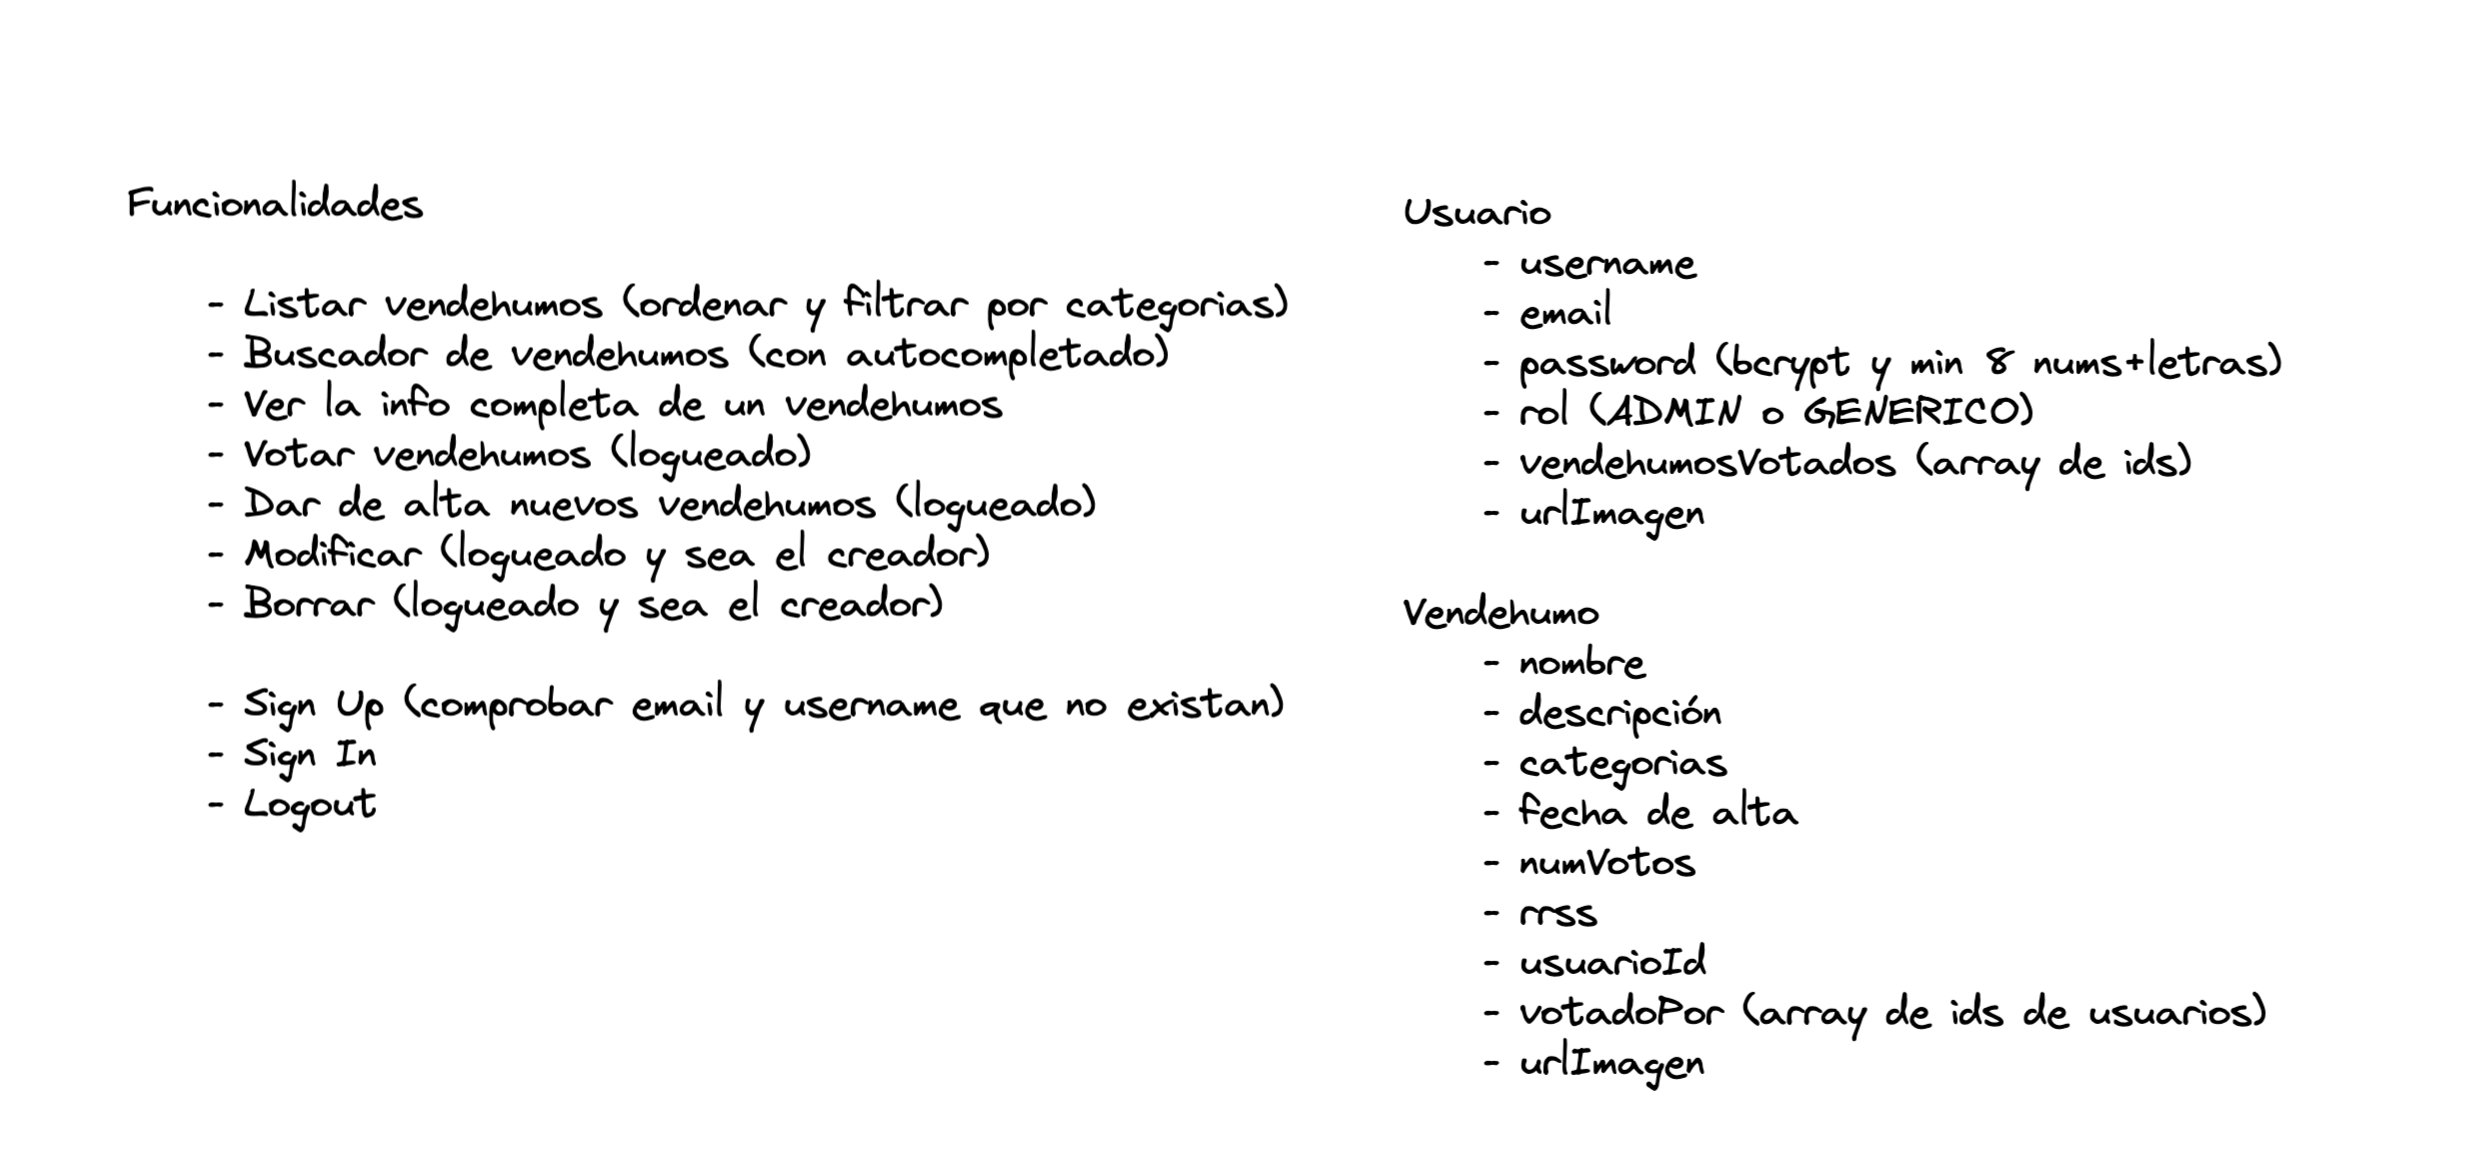 Funcionalidades
- Listar vendehumos (ordenar y filtrar por categorias)
- Buscador de vendehumos (con autocompletado)
- Ver la info completa de un vendehumos
- Votar vendehumos (logueado)
- Dar de alta nuevos vendehumos (logueado)
- Modificar (logueado y sea el creador)
- Borrar (logueado y sea el creador)
- Sign Up (comprobar email y username que no existan)
- Sign In
- Logout
Usuario
- username
- email
- password (bcrypt y min 8 nums+letras)
- rol (ADMIN o GENERICO)
- vendehumosVotados (array de ids)
- urlImagen
Vendehumo
- nombre
- descripción
- categorias
- fecha de alta
- numVotos
- rrss
- usuarioId
- votadoPor (array de ids de usuarios)
- urlImagen